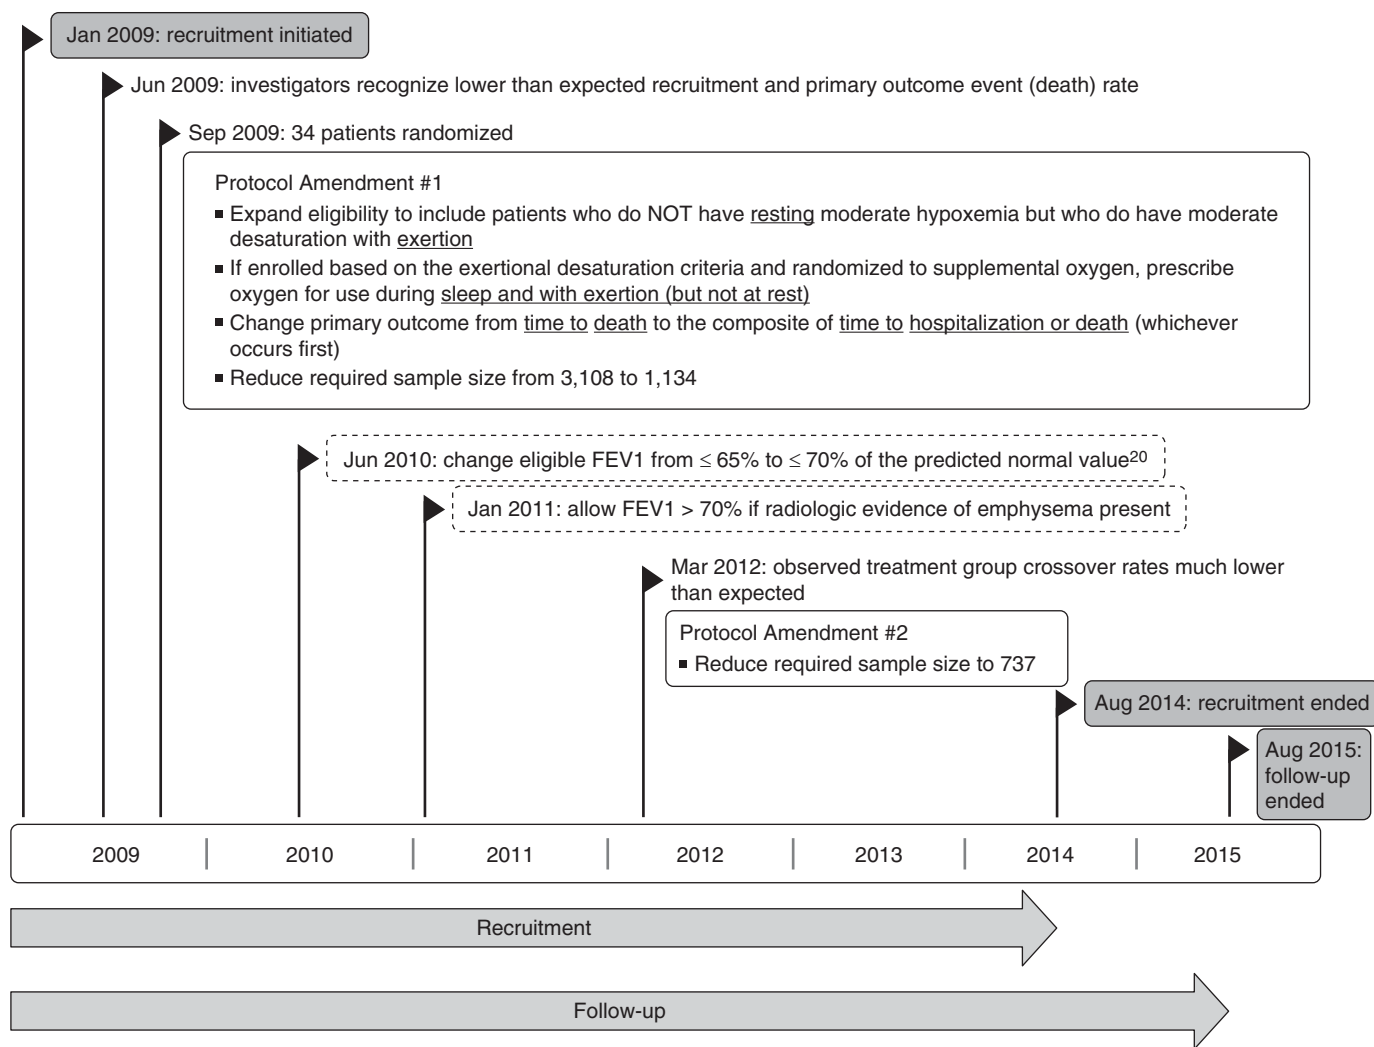 Jan 2009: recruitment initiated
Jun 2009: investigators recognize lower than expected recruitment and primary outcome event (death) rate
Sep 2009: 34 patients randomized
Protocol Amendment #1
▪ Expand eligibility to include patients who do NOT have resting moderate hypoxemia but who do have moderate
desaturation with exertion
▪ If enrolled based on the exertional desaturation criteria and randomized to supplemental oxygen, prescribe
oxygen for use during sleep and with exertion (but not at rest)
▪ Change primary outcome from time to death to the composite of time to hospitalization or death (whichever
occurs first)
▪ Reduce required sample size from 3,108 to 1,134
Jun 2010: change eligible FEV1 from ≤ 65% to ≤ 70% of the predicted normal value20
Jan 2011: allow FEV1 > 70% if radiologic evidence of emphysema present
Mar 2012: observed treatment group crossover rates much lower
than expected
Protocol Amendment #2
▪ Reduce required sample size to 737
Aug 2014: recruitment ended
Aug 2015:
follow-up
ended
2009 | 2010 | 2011 | 2012 | 2013 | 2014 | 2015
Recruitment
Follow-up